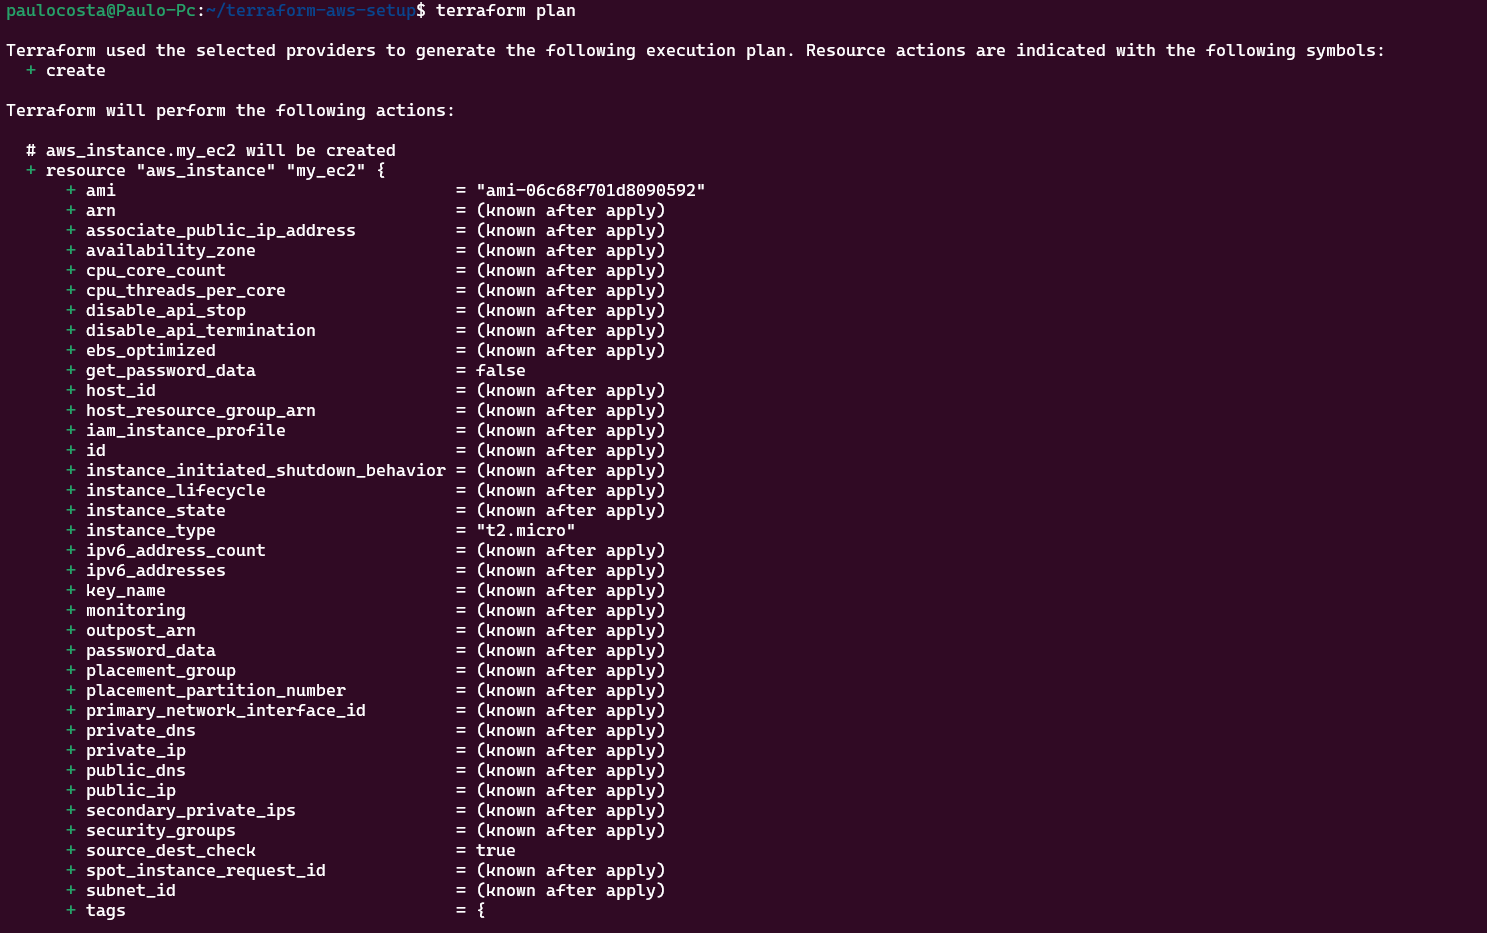 paulocosta@Paulo-Pc:~/terraform-aws-setup$ terraform plan
Terraform used the selected providers to generate the following execution plan. Resource actions are indicated with the following symbols:
  + create
Terraform will perform the following actions:
  # aws_instance.my_ec2 will be created
  + resource "aws_instance" "my_ec2" {
      + ami                                  = "ami-06c68f701d8090592"
      + arn                                  = (known after apply)
      + associate_public_ip_address          = (known after apply)
      + availability_zone                    = (known after apply)
      + cpu_core_count                       = (known after apply)
      + cpu_threads_per_core                 = (known after apply)
      + disable_api_stop                     = (known after apply)
      + disable_api_termination              = (known after apply)
      + ebs_optimized                        = (known after apply)
      + get_password_data                    = false
      + host_id                              = (known after apply)
      + host_resource_group_arn              = (known after apply)
      + iam_instance_profile                 = (known after apply)
      + id                                   = (known after apply)
      + instance_initiated_shutdown_behavior = (known after apply)
      + instance_lifecycle                   = (known after apply)
      + instance_state                       = (known after apply)
      + instance_type                        = "t2.micro"
      + ipv6_address_count                   = (known after apply)
      + ipv6_addresses                       = (known after apply)
      + key_name                             = (known after apply)
      + monitoring                           = (known after apply)
      + outpost_arn                          = (known after apply)
      + password_data                        = (known after apply)
      + placement_group                      = (known after apply)
      + placement_partition_number           = (known after apply)
      + primary_network_interface_id         = (known after apply)
      + private_dns                          = (known after apply)
      + private_ip                           = (known after apply)
      + public_dns                           = (known after apply)
      + public_ip                            = (known after apply)
      + secondary_private_ips                = (known after apply)
      + security_groups                      = (known after apply)
      + source_dest_check                    = true
      + spot_instance_request_id             = (known after apply)
      + subnet_id                            = (known after apply)
      + tags                                 = {